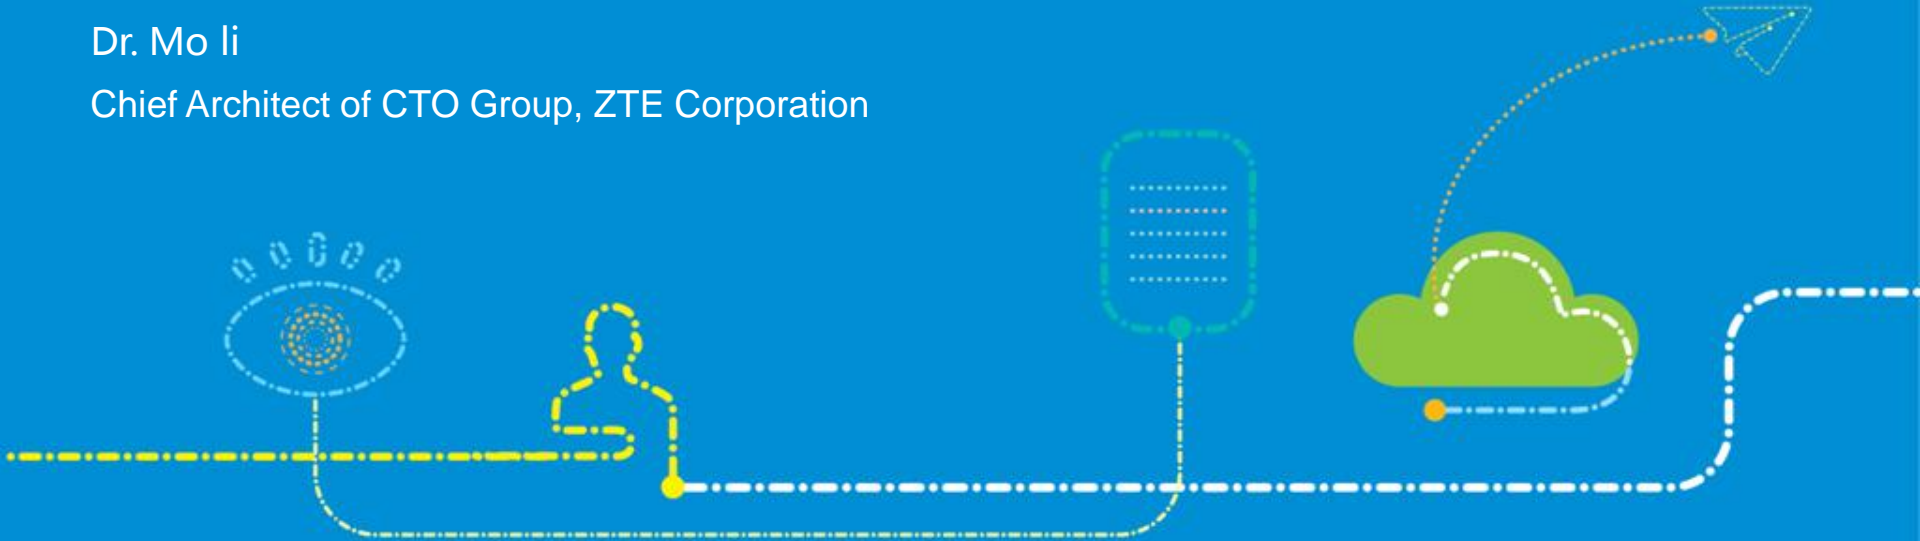 Dr. Mo li
Chief Architect of CTO Group, ZTE Corporation